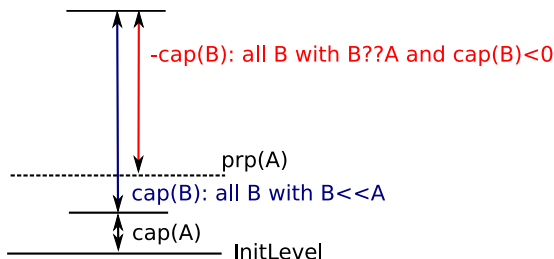 -cap(B): all B with B??A and cap(B)<0
prp(A)
cap(B): all B with B<<A
cap(A)
InitLevel